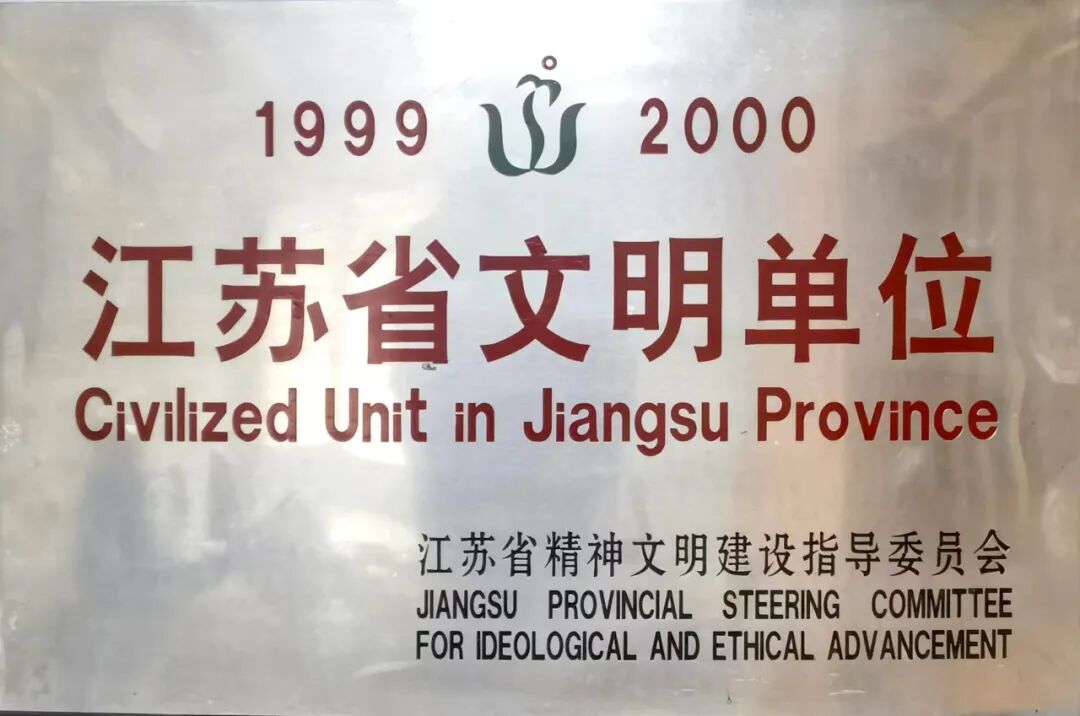 1999 2000
江苏省文明单位
Civilized Unit in Jiangsu Province
江苏省精神文明建设指导委员会
JIANGSU PROVINCIAL STEERING COMMITTEE
FOR IDEOLOGICAL AND ETHICAL ADVANCEMENT